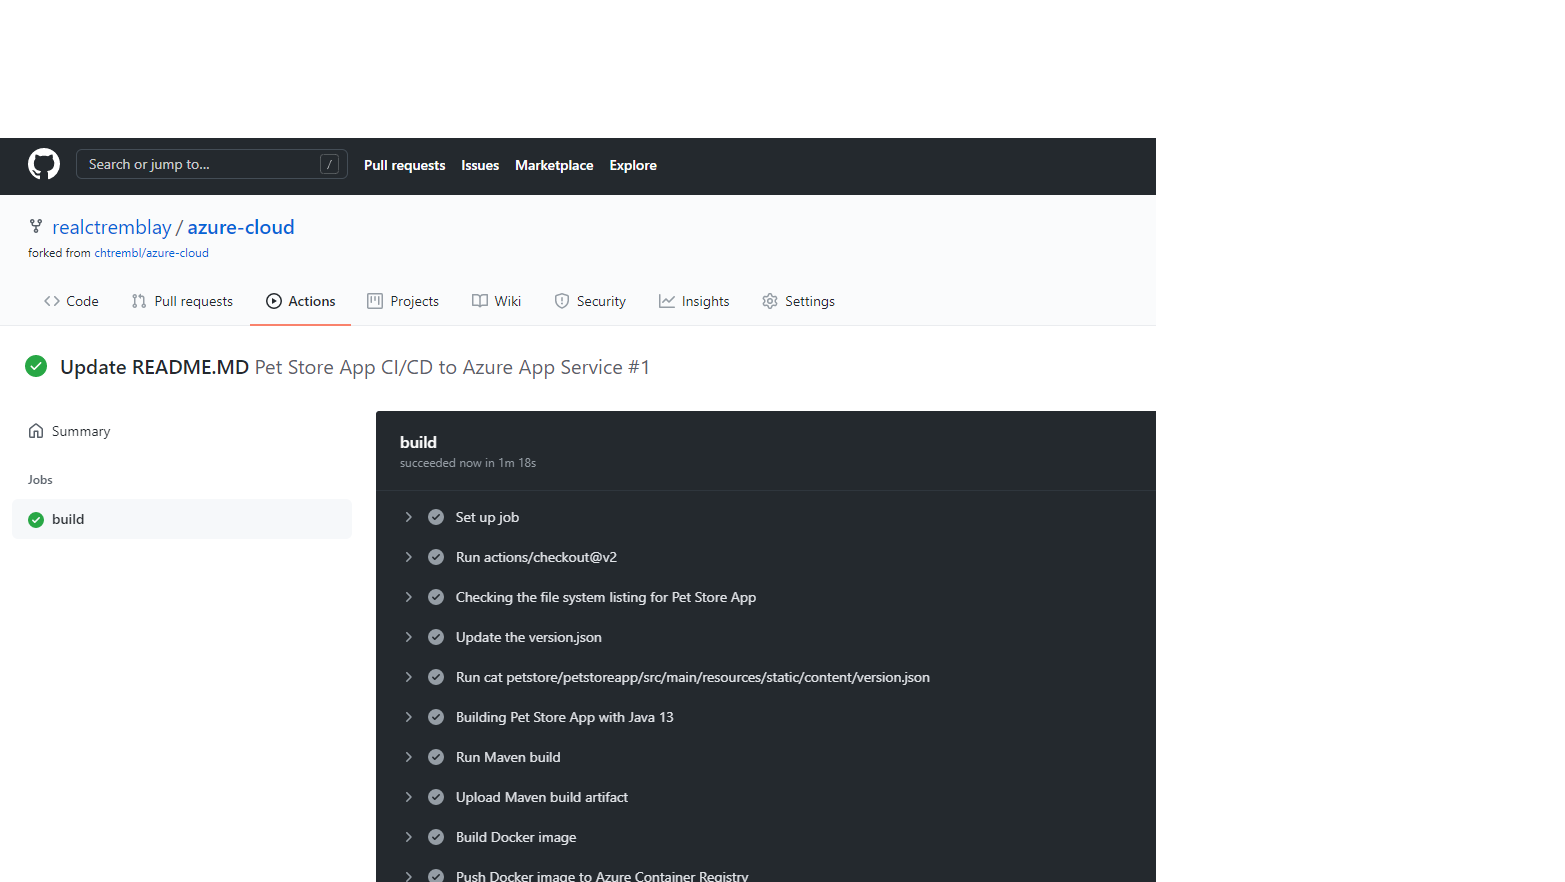 Search or jump to... /
Pull requests Issues Marketplace Explore
realctremblay / azure-cloud
forked from chtrembl/azure-cloud
Code Pull requests Actions Projects Wiki Security Insights Settings
Update README.MD Pet Store App CI/CD to Azure App Service #1
Summary
Jobs
build
build
succeeded now in 1m 18s
Set up job
Run actions/checkout@v2
Checking the file system listing for Pet Store App
Update the version.json
Run cat petstore/petstoreapp/src/main/resources/static/content/version.json
Building Pet Store App with Java 13
Run Maven build
Upload Maven build artifact
Build Docker image
Push Docker image to Azure Container Registry